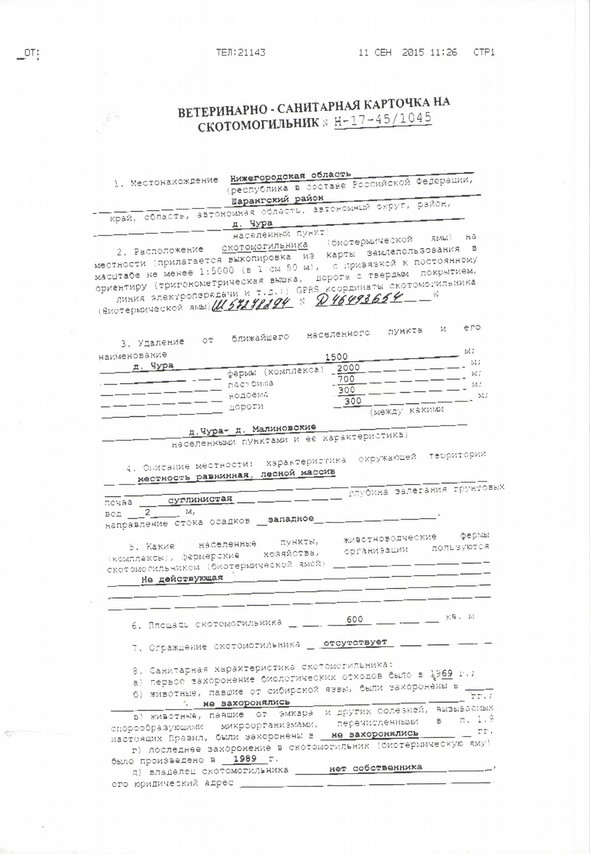 ОТ: ТЕЛ:21143 11 СЕН 2015 11:26 СТР1
ВЕТЕРИНАРНО - САНИТАРНАЯ КАРТОЧКА НА
СКОТОМОГИЛЬНИК № Н-17-45/1045
1. Местонахождение Нижегородская область
(республика в составе Российской Федерации,
Шарангский район
край, область, автономная область, автономный округ, район,
д. Чура
населенный пункт)
2. Расположение скотомогильника (биотермической ямы) на
местности (прилагается выкопировка из карты землепользования в
масштабе не менее 1:5000 (в 1 см 50 м), с привязкой к постоянному
ориентиру (тригонометрическая вышка, дорога с твердым покрытием,
линия электропередачи и т.д.)) GPRS координаты скотомогильника
(биотермической ямы) Ш57248294 N Д46493654 N
3. Удаление от ближайшего населенного пункта и его
наименование 1500 м;
д. Чура фермы (комплекса) 2000 м;
пастбища 700 м;
водоема 300 м;
дороги 300 м;
(между какими
д.Чура- д. Малиновские
населенными пунктами и ее характеристика)
4. Описание местности: характеристика окружающей территории
местность равнинная, лесной массив
почва суглинистая глубина залегания грунтовых
вод 2 м,
направление стока осадков западное .
5. Какие населенные пункты, животноводческие фермы
(комплексы), фермерские хозяйства, организации пользуются
скотомогильником (биотермической ямой)
Не действующая
6. Площадь скотомогильника 600 кв. м
7. Ограждение скотомогильника отсутствует
8. Санитарная характеристика скотомогильника:
а) первое захоронение биологических отходов было в 1969 г.;
б) животные, павшие от сибирской язвы, были захоронены в
не захоронялись гг.;
в) животные, павшие от эмкара и других болезней, вызываемых
спорообразующими микроорганизмами, перечисленными в п. 1.9
настоящих Правил, были захоронены в не захоронялись гг.
г) последнее захоронение в скотомогильник (биотермическую яму)
было произведено в 1989 г.
д) владелец скотомогильника нет собственника,
его юридический адрес